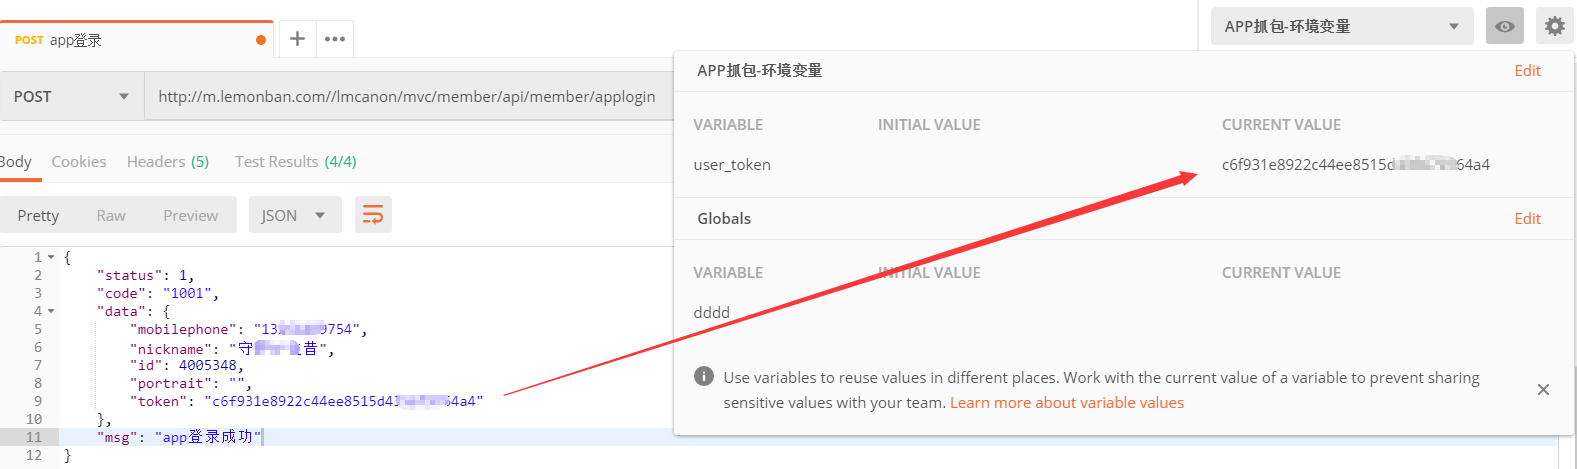 POST app登录
APP抓包-环境变量
POST
http://m.lemonban.com//lmcanon/mvc/member/api/member/applogin
Body Cookies Headers (5) Test Results (4/4)
Pretty Raw Preview JSON
1 {
2 "status": 1,
3 "code": "1001",
4 "data": {
5 "mobilephone": "13 9754",
6 "nickname": "守 昔",
7 "id": 4005348,
8 "portrait": "",
9 "token": "c6f931e8922c44ee8515d4 64a4"
10 },
11 "msg": "app登录成功"
12 }
APP抓包-环境变量 Edit
VARIABLE INITIAL VALUE CURRENT VALUE
user_token c6f931e8922c44ee8515d 64a4
Globals Edit
VARIABLE INITIAL VALUE CURRENT VALUE
dddd
Use variables to reuse values in different places. Work with the current value of a variable to prevent sharing
sensitive values with your team. Learn more about variable values